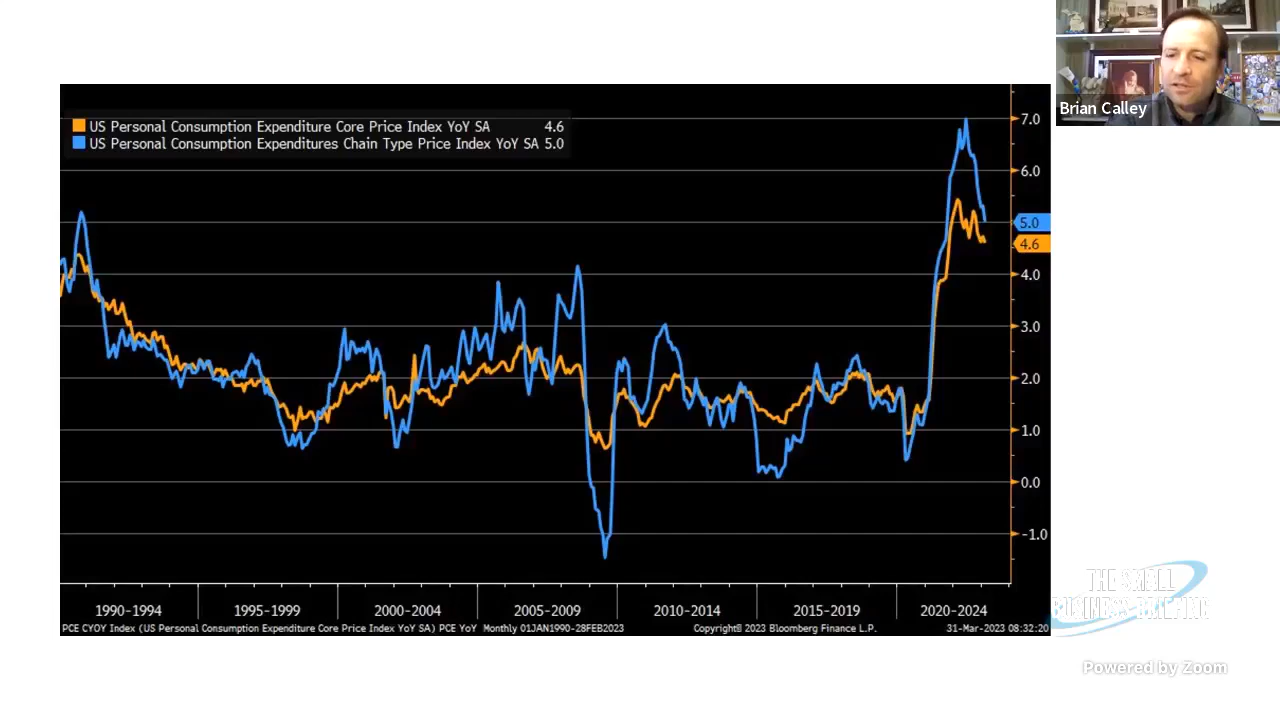 Brian Calley
US Personal Consumption Expenditure Core Price Index YoY SA 4.6
US Personal Consumption Expenditures Chain Type Price Index YoY SA 5.0
7.0
6.0
5.0
4.6
4.0
3.0
2.0
1.0
0.0
-1.0
1990-1994 1995-1999 2000-2004 2005-2009 2010-2014 2015-2019 2020-2024
PCE CYOY Index (US Personal Consumption Expenditure Core Price Index YoY SA) PCE YoY Monthly 01JAN1990-28FEB2023 Copyright© 2023 Bloomberg Finance L.P. 31-Mar-2023 08:32:20
THE SMALL
BUSINESS BRIEFING
Powered by Zoom